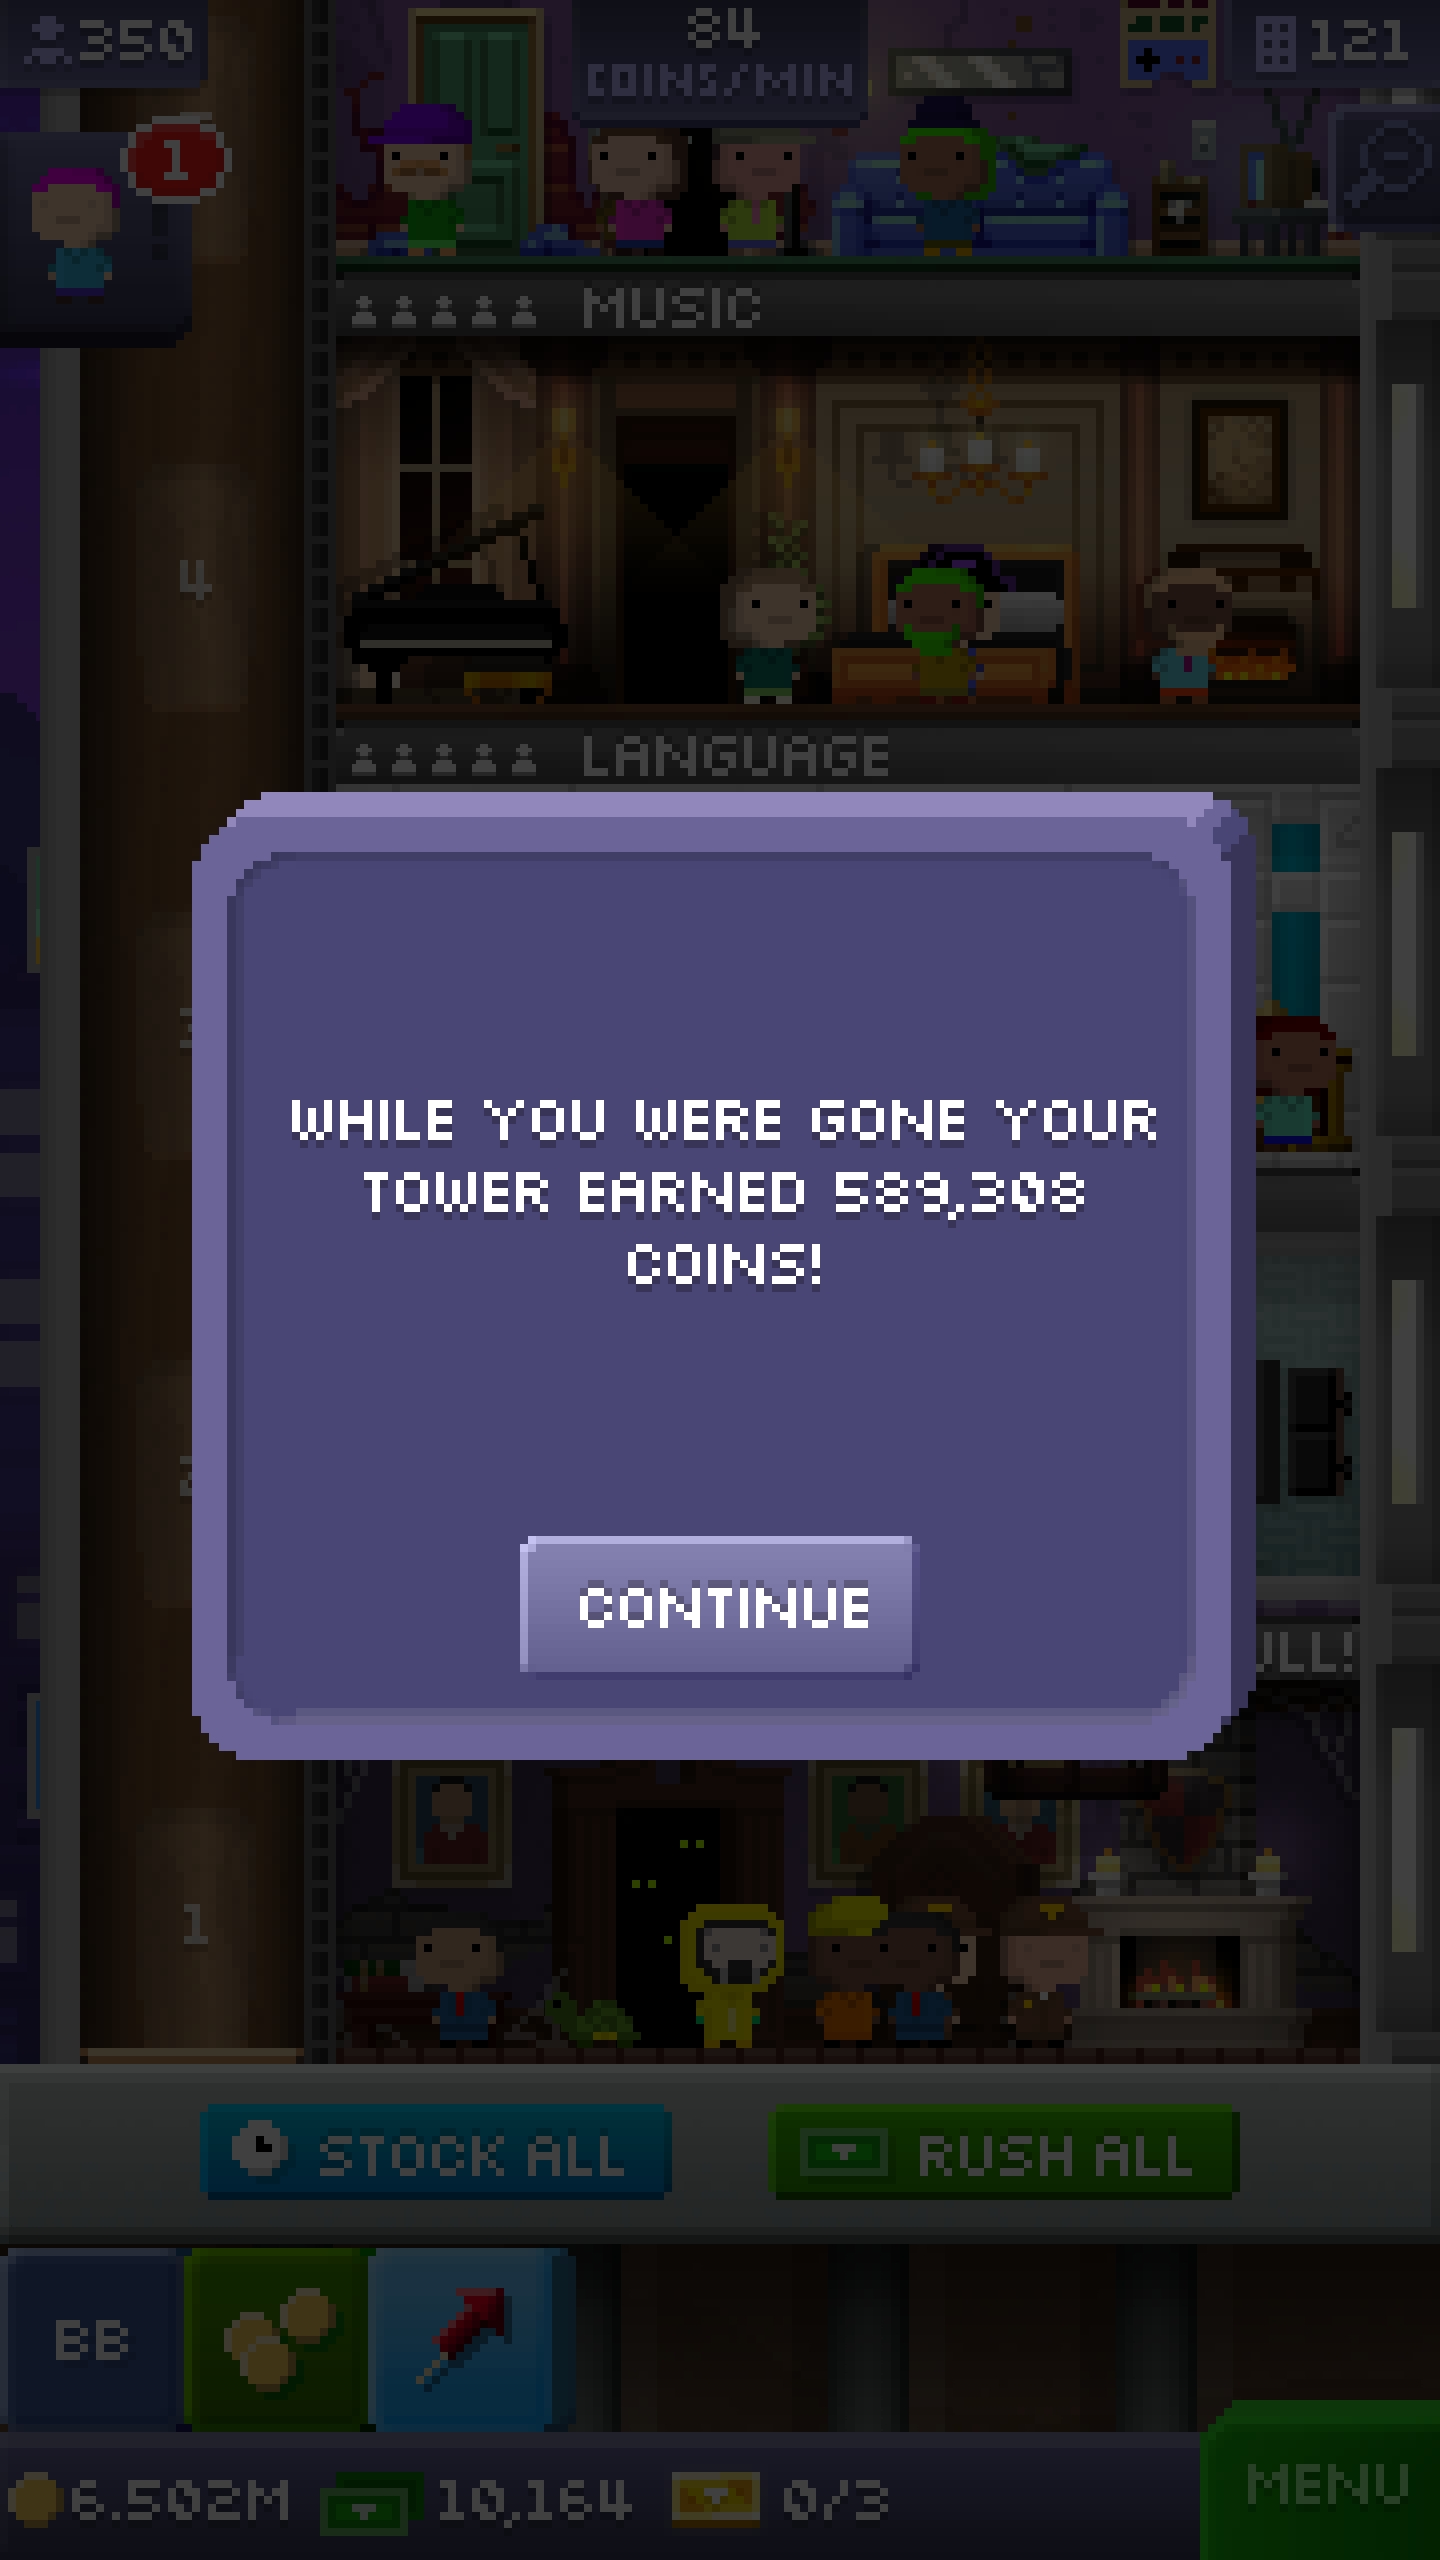 350
84
COINS/MIN
121
1
MUSIC
4
LANGUAGE
WHILE YOU WERE GONE YOUR
TOWER EARNED 589,308
COINS!
CONTINUE
ULL!
1
STOCK ALL
RUSH ALL
BB
6.502M
10,164
0/3
MENU